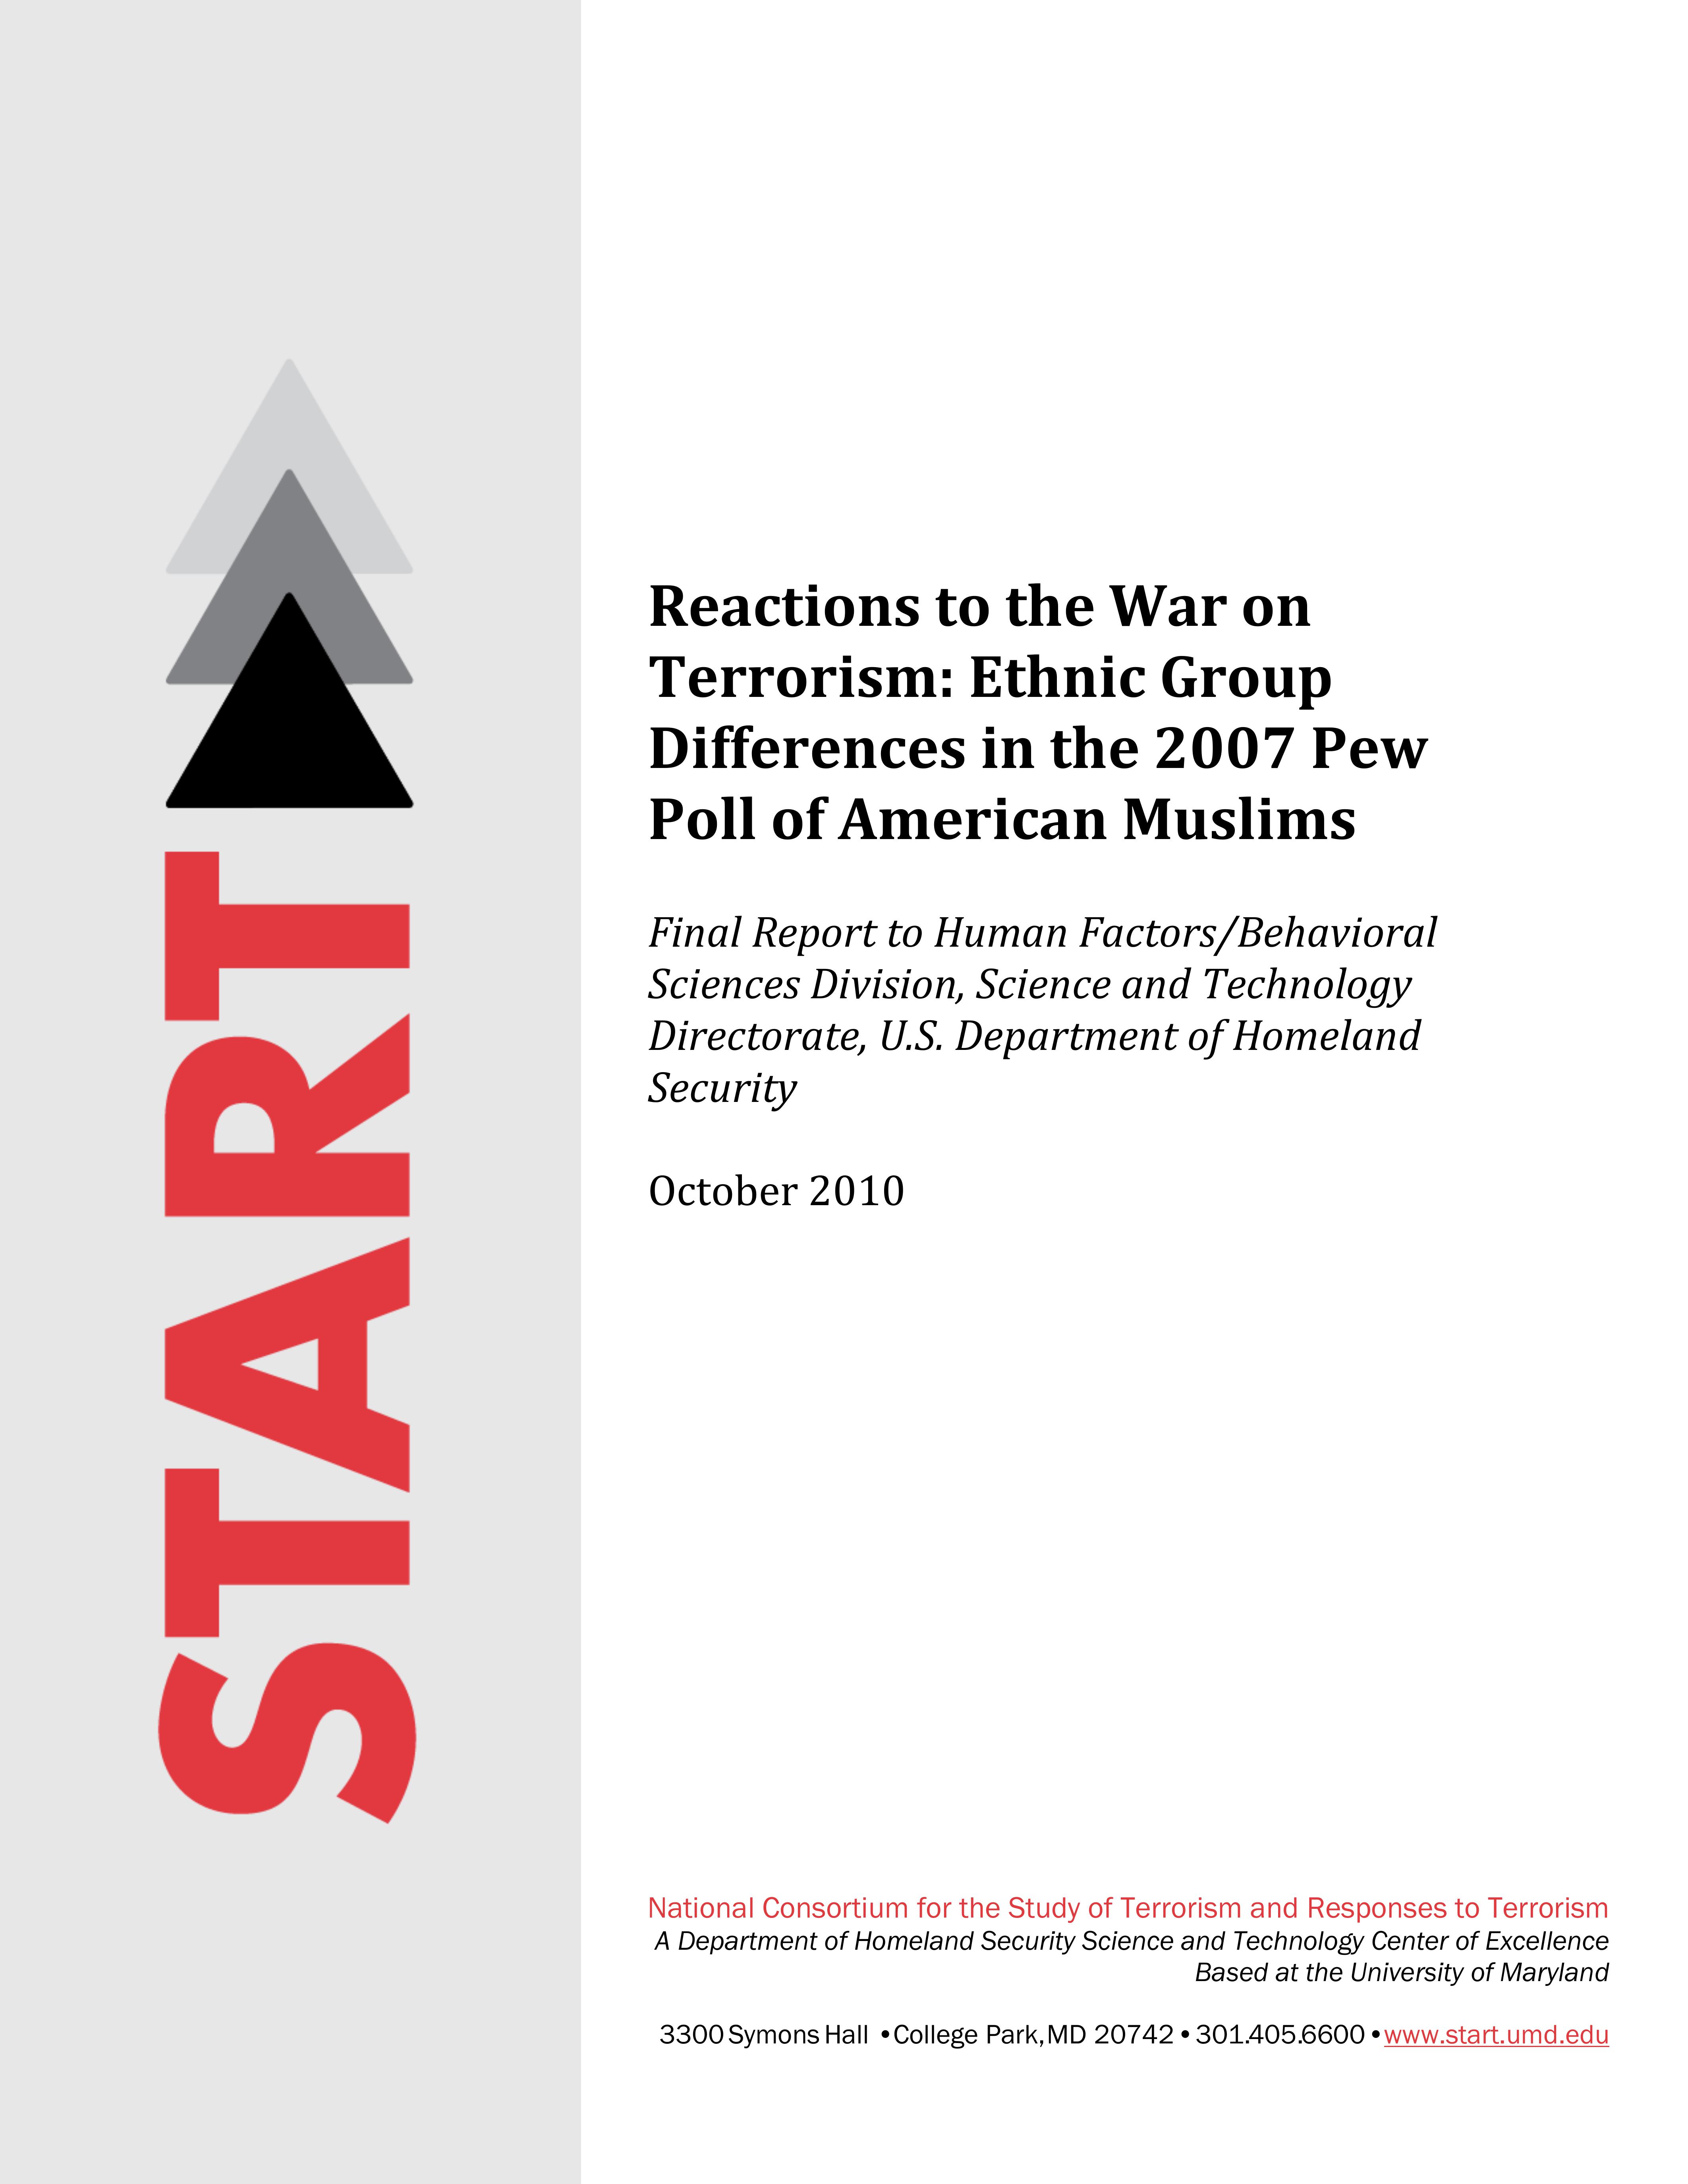 START
Reactions to the War on
Terrorism: Ethnic Group
Differences in the 2007 Pew
Poll of American Muslims
Final Report to Human Factors/Behavioral
Sciences Division, Science and Technology
Directorate, U.S. Department of Homeland
Security
October 2010
National Consortium for the Study of Terrorism and Responses to Terrorism
A Department of Homeland Security Science and Technology Center of Excellence
Based at the University of Maryland
3300 Symons Hall •College Park,MD 20742 • 301.405.6600 •www.start.umd.edu